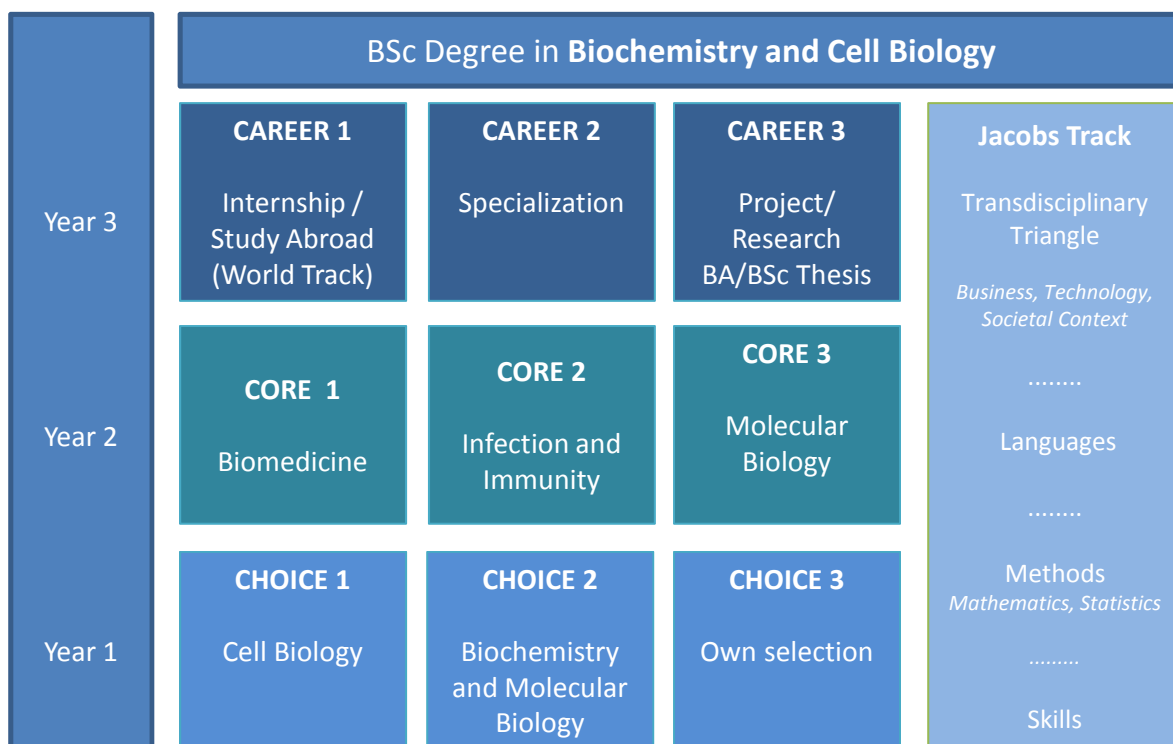 BSc Degree in Biochemistry and Cell Biology
Year 3
CAREER 1
Internship /
Study Abroad
(World Track)
CAREER 2
Specialization
CAREER 3
Project/
Research
BA/BSc Thesis
Year 2
CORE 1
Biomedicine
CORE 2
Infection and
Immunity
CORE 3
Molecular
Biology
Year 1
CHOICE 1
Cell Biology
CHOICE 2
Biochemistry
and Molecular
Biology
CHOICE 3
Own selection
Jacobs Track
Transdisciplinary
Triangle
Business, Technology,
Societal Context
........
Languages
........
Methods
Mathematics, Statistics
.........
Skills